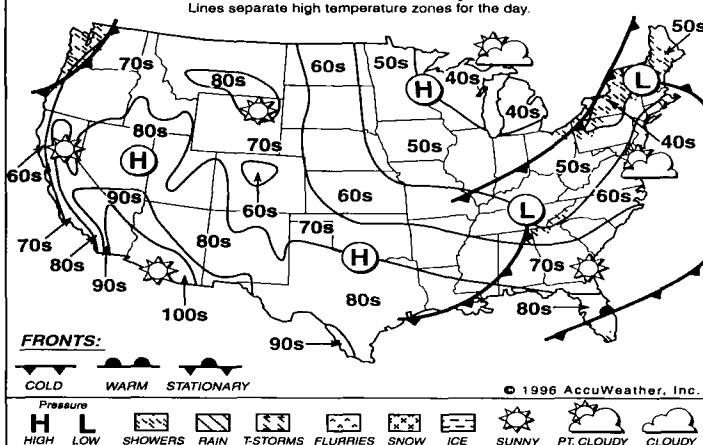 Lines separate high temperature zones for the day.
50s
70s
60s
50s
40s
80s
H
L
40s
80s
70s
50s
40s
60s
H
50s
90s
60s
60s
60s
L
70s
70s
80s
H
70s
80s
90s
100s
80s
80s
90s
FRONTS:
COLD WARM STATIONARY
© 1996 AccuWeather, Inc.
Pressure
H L
HIGH LOW SHOWERS RAIN T-STORMS FLURRIES SNOW ICE SUNNY PT. CLOUDY CLOUDY